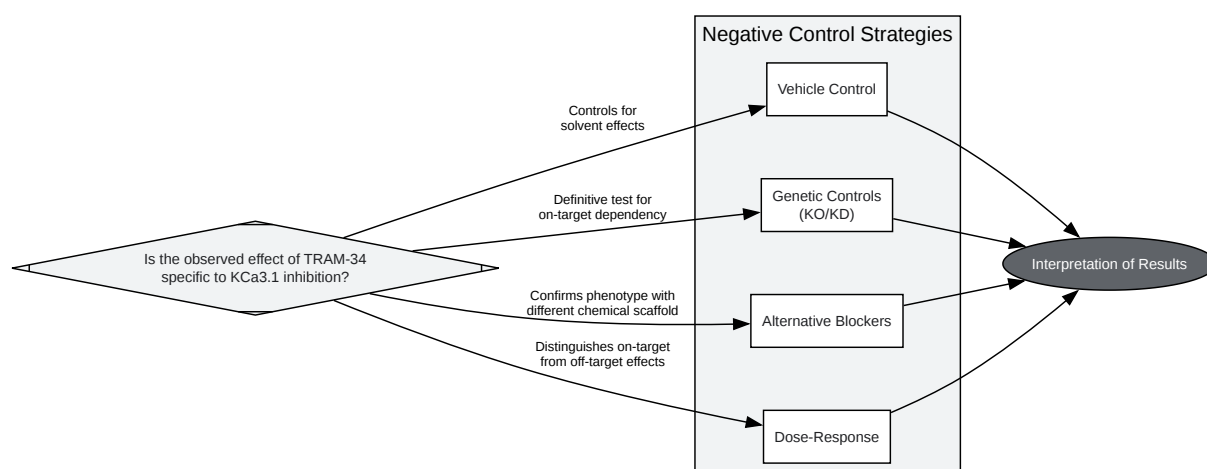 Negative Control Strategies
Vehicle Control
Controls for
solvent effects
Genetic Controls
(KO/KD)
Definitive test for
on-target dependency
Is the observed effect of TRAM-34
specific to KCa3.1 inhibition?
Interpretation of Results
Confirms phenotype with
different chemical scaffold
Alternative Blockers
Distinguishes on-target
from off-target effects
Dose-Response